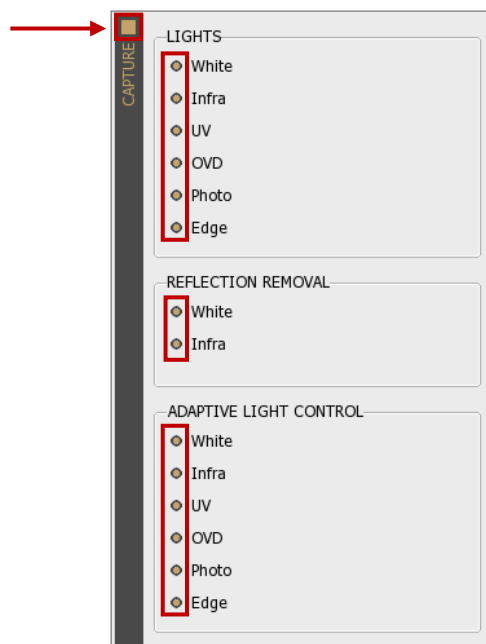 CAPTURE
LIGHTS
White
Infra
UV
OVD
Photo
Edge
REFLECTION REMOVAL
White
Infra
ADAPTIVE LIGHT CONTROL
White
Infra
UV
OVD
Photo
Edge